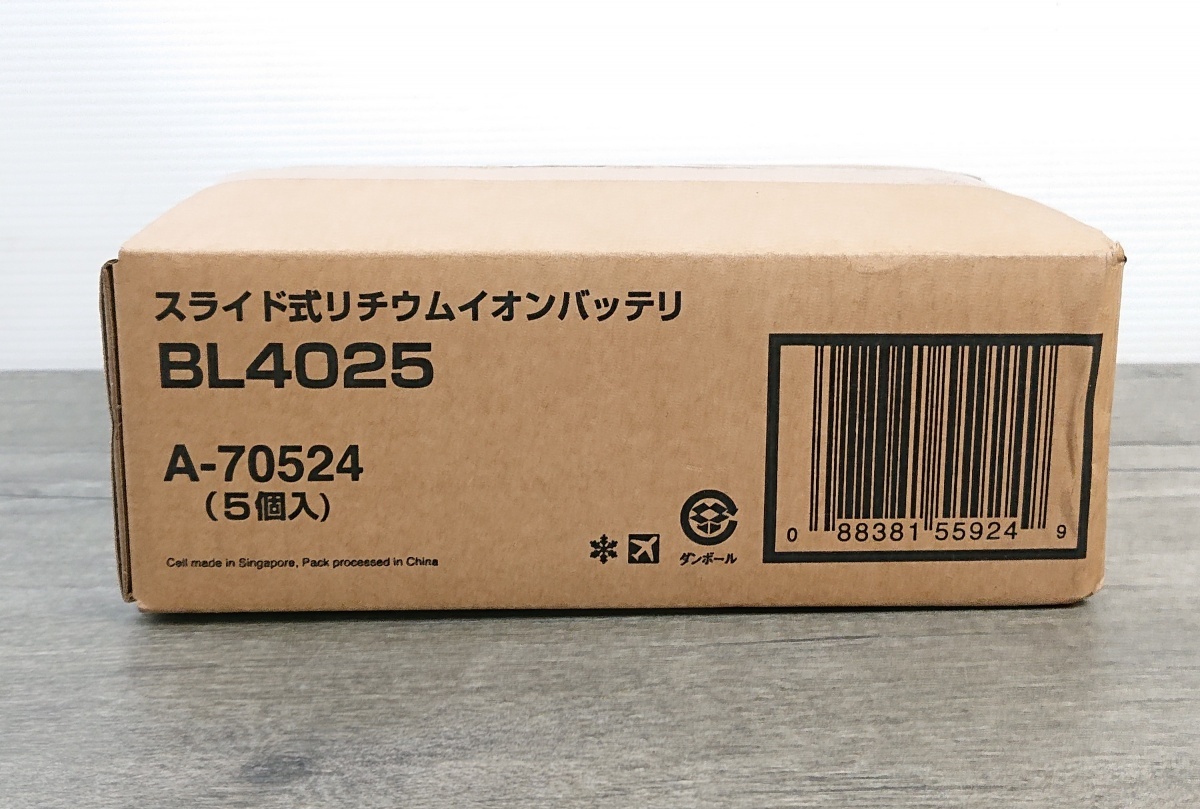 スライド式リチウムイオンバッテリ
BL4025
A-70524
(5個入)
Cell made in Singapore, Pack processed in China
ダンボール
0 88381 55924 9